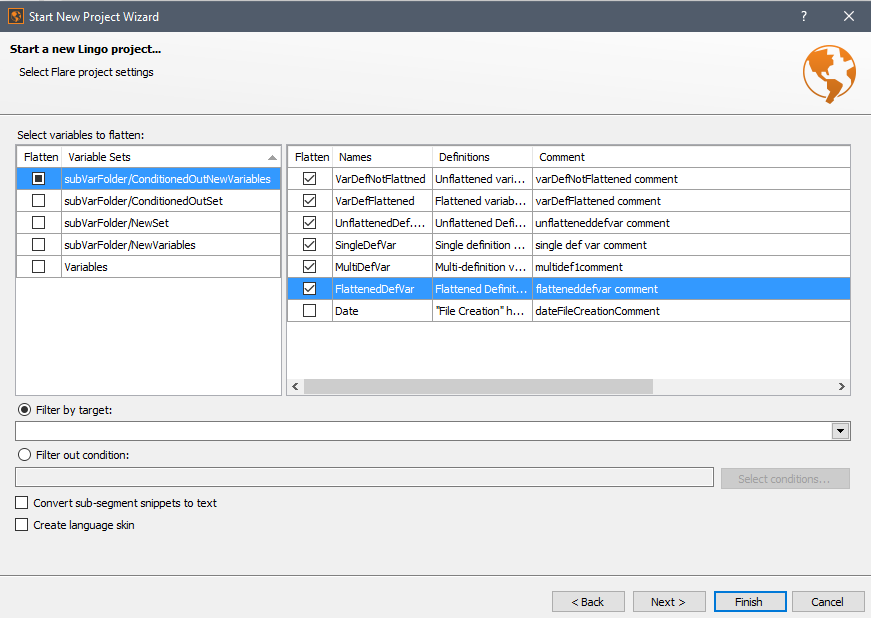 Start New Project Wizard
Start a new Lingo project...
Select Flare project settings
Select variables to flatten:
Flatten Variable Sets
subVarFolder/ConditionedOutNewVariables
subVarFolder/ConditionedOutSet
subVarFolder/NewSet
subVarFolder/NewVariables
Variables
Flatten Names Definitions Comment
VarDefNotFlattned Unflattened vari... varDefNotFlattened comment
VarDefFlattened Flattened variab... varDefFlattened comment
UnflattenedDef.... Unflattened Defi... unflatteneddefvar comment
SingleDefVar Single definition ... single def var comment
MultiDefVar Multi-definition v... multidef1comment
FlattenedDefVar Flattened Definit... flatteneddefvar comment
Date "File Creation" h... dateFileCreationComment
Filter by target:
Filter out condition:
Select conditions...
Convert sub-segment snippets to text
Create language skin
< Back Next > Finish Cancel